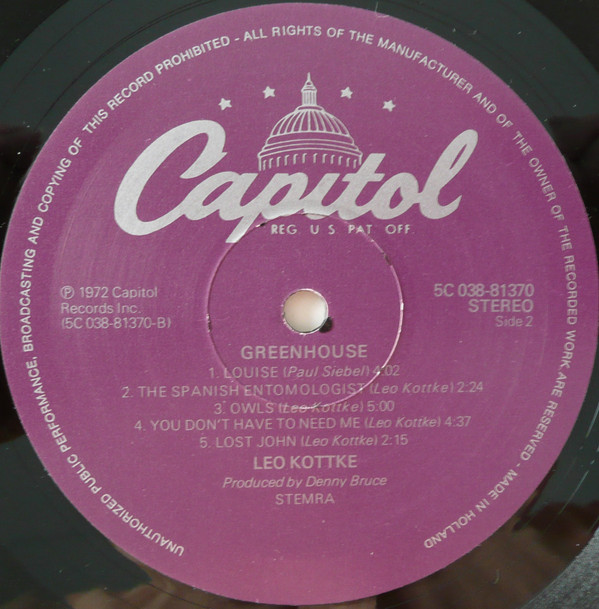 UNAUTHORIZED PUBLIC PERFORMANCE, BROADCASTING AND COPYING OF THIS RECORD PROHIBITED - ALL RIGHTS OF THE MANUFACTURER AND OF THE OWNER OF THE RECORDED WORK ARE RESERVED - MADE IN HOLLAND
Capitol
REG U S PAT OFF
℗ 1972 Capitol
Records Inc.
(5C 038-81370-B)
5C 038-81370
STEREO
Side 2
GREENHOUSE
1. LOUISE (Paul Siebel) 4:02
2. THE SPANISH ENTOMOLOGIST (Leo Kottke) 2:24
3. OWLS (Leo Kottke) 5:00
4. YOU DON'T HAVE TO NEED ME (Leo Kottke) 4:37
5. LOST JOHN (Leo Kottke) 2:15
LEO KOTTKE
Produced by Denny Bruce
STEMRA